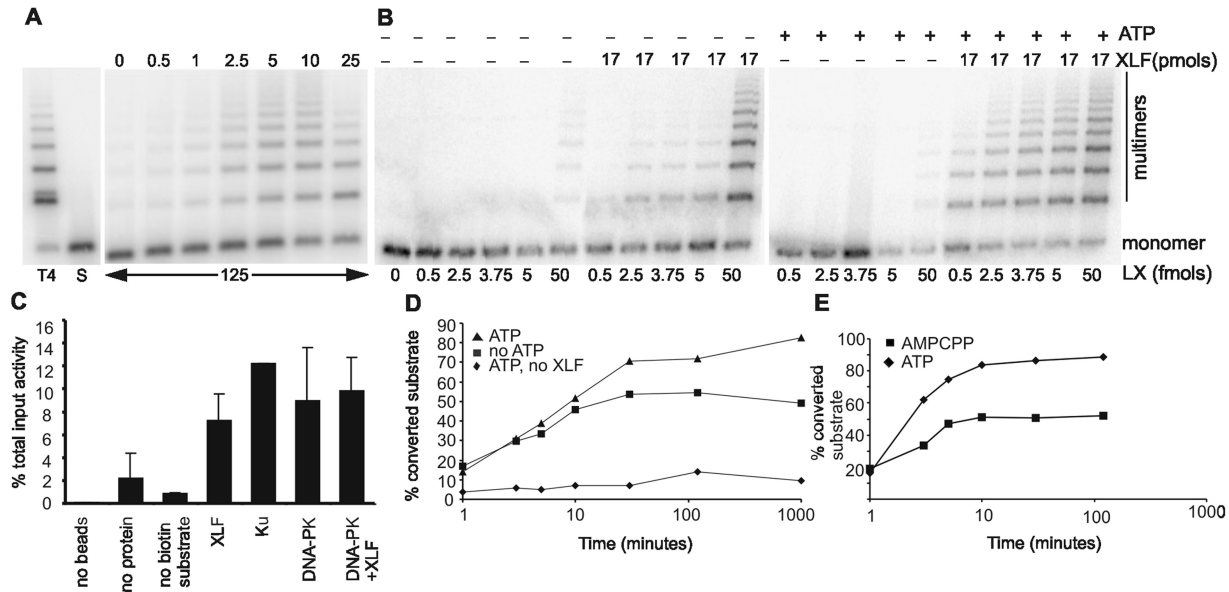 A
0 0.5 1 2.5 5 10 25
T4 S 125
B
– – – – – – – – – – – + + + + + + + + + + ATP
– – – – – – 17 17 17 17 17 – – – – – 17 17 17 17 17 XLF(pmols)
multimers
monomer
0 0.5 2.5 3.75 5 50 0.5 2.5 3.75 5 50 0.5 2.5 3.75 5 50 0.5 2.5 3.75 5 50 LX (fmols)
C
% total input activity
16
14
12
10
8
6
4
2
0
no beads
no protein
no biotin
substrate
XLF
Ku
DNA-PK
DNA-PK
+XLF
D
% converted substrate
90
80
70
60
50
40
30
20
10
0
ATP
no ATP
ATP, no XLF
1 10 100 1000
Time (minutes)
E
% converted
substrate
100
80
60
40
20
AMPCPP
ATP
1 10 100 1000
Time (minutes)